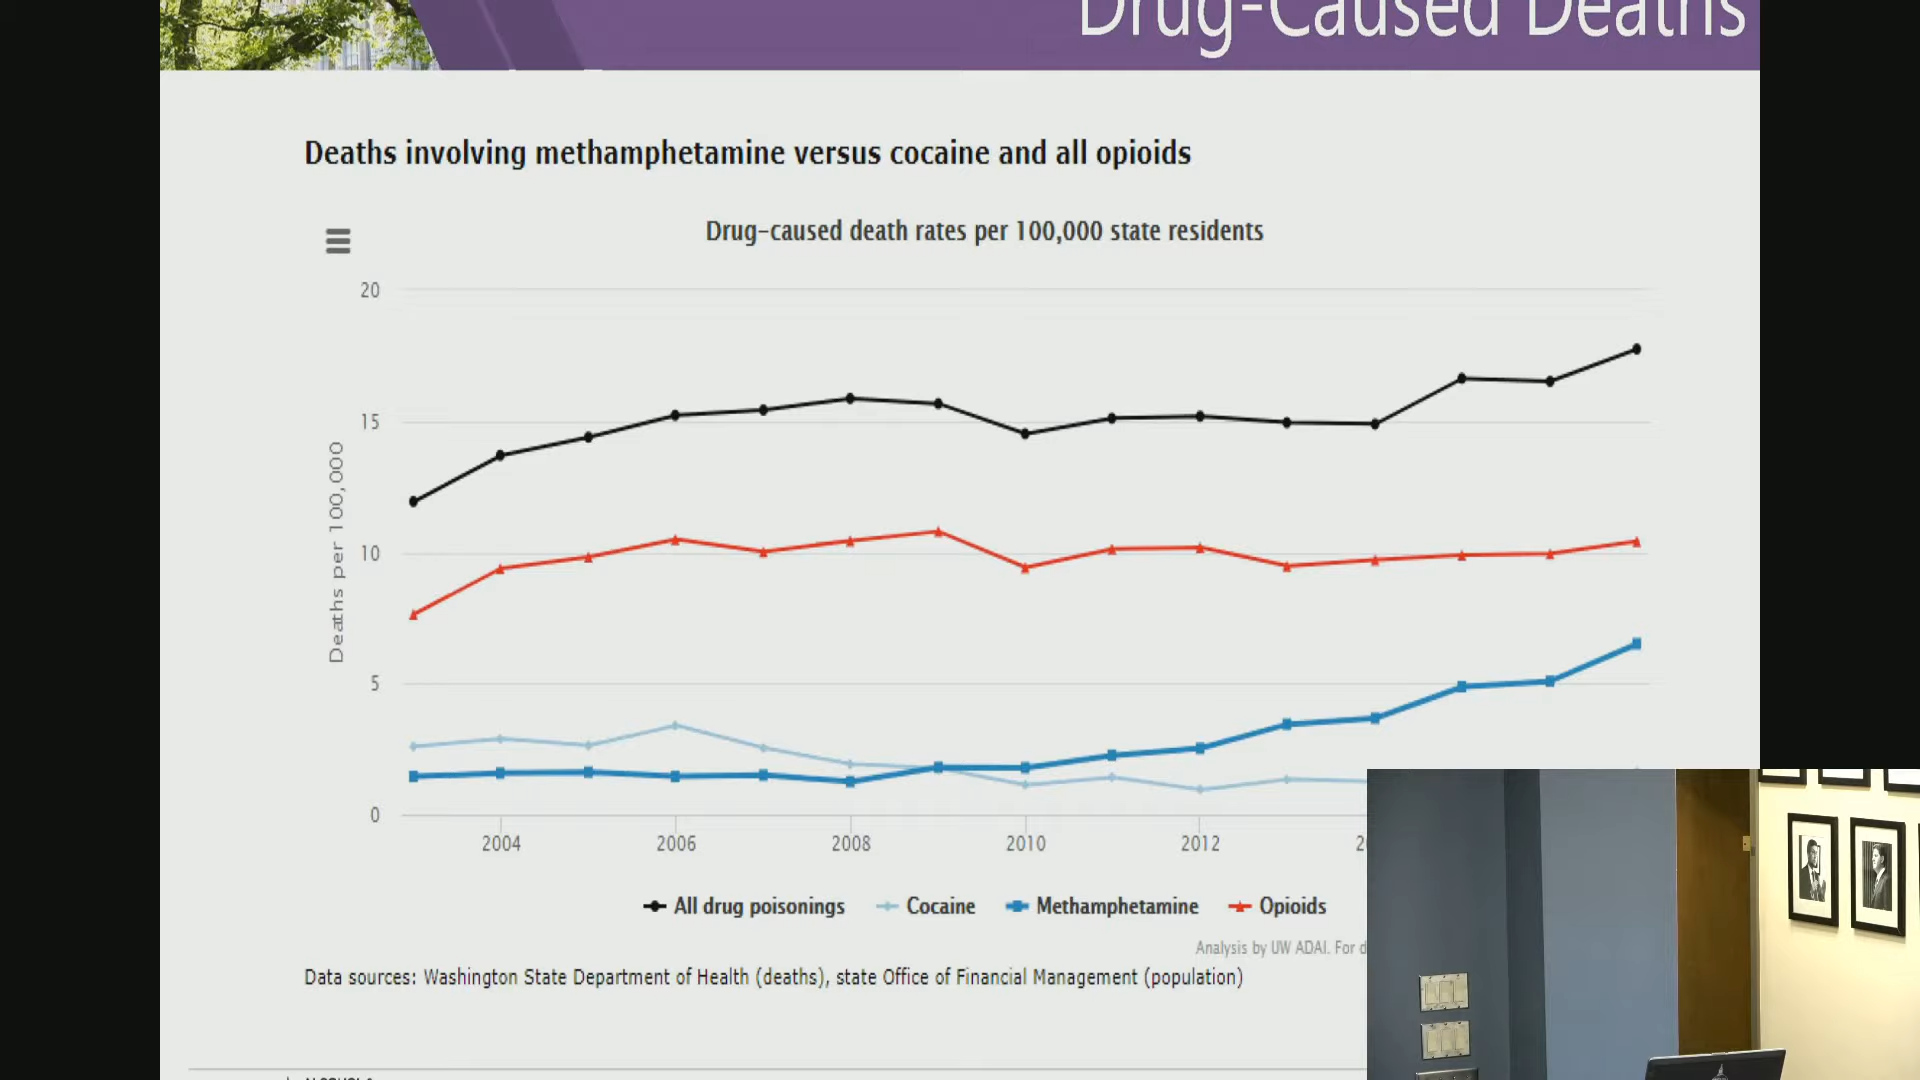 Drug-Caused Deaths
Deaths involving methamphetamine versus cocaine and all opioids
Drug-caused death rates per 100,000 state residents
20
15
10
5
0
Deaths per 100,000
2004
2006
2008
2010
2012
All drug poisonings
Cocaine
Methamphetamine
Opioids
Analysis by UW ADAI. For
Data sources: Washington State Department of Health (deaths), state Office of Financial Management (population)